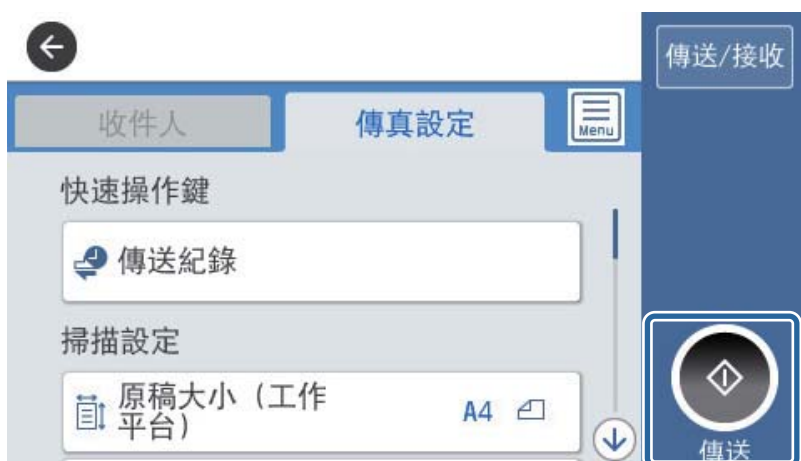 傳送/接收
收件人
傳真設定
Menu
快速操作鍵
傳送紀錄
掃描設定
原稿大小（工作
平台）
A4
傳送